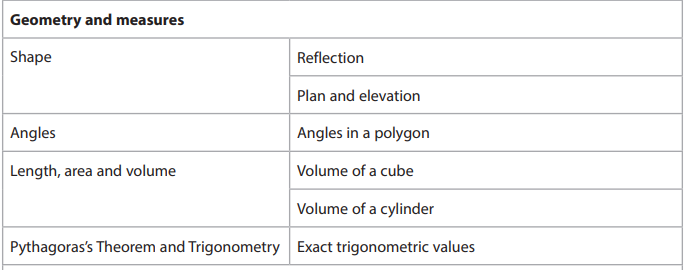 Geometry and measures
Shape
Reflection
Plan and elevation
Angles
Angles in a polygon
Length, area and volume
Volume of a cube
Volume of a cylinder
Pythagoras's Theorem and Trigonometry
Exact trigonometric values